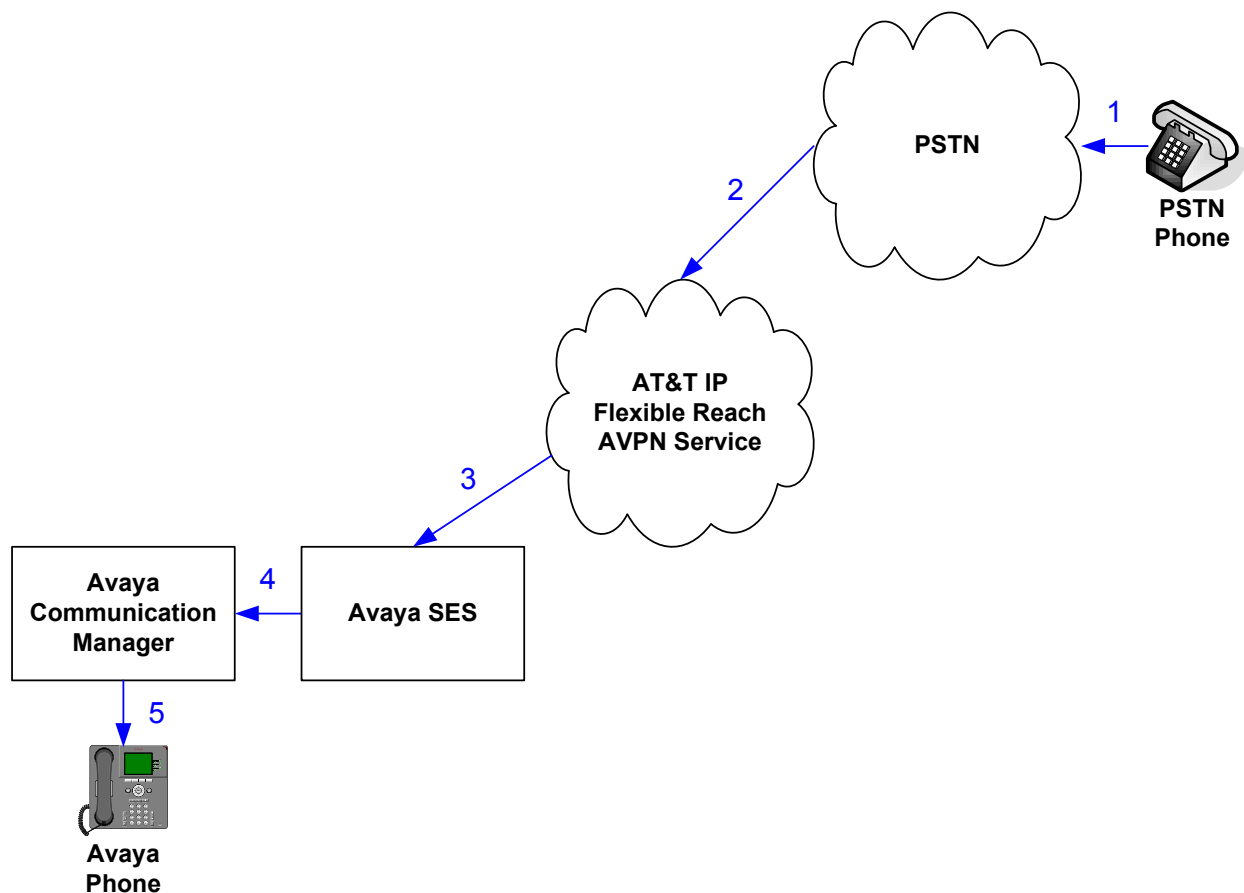 PSTN
1
PSTN
Phone
2
AT&T IP
Flexible Reach
AVPN Service
3
Avaya
Communication
Manager
4
Avaya SES
5
Avaya
Phone